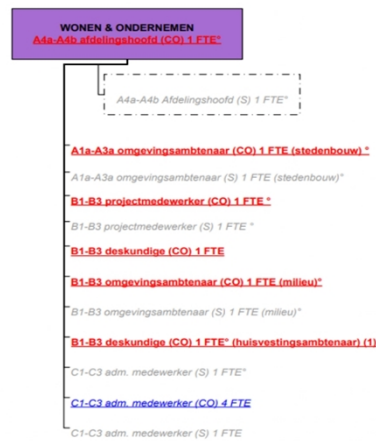 WONEN & ONDERNEMEN
A4a-A4b afdelingshoofd (CO) 1 FTE°
A4a-A4b Afdelingshoofd (S) 1 FTE°
A1a-A3a omgevingsambtenaar (CO) 1 FTE (stedenbouw) °
A1a-A3a omgevingsambtenaar (S) 1 FTE (stedenbouw)°
B1-B3 projectmedewerker (CO) 1 FTE °
B1-B3 projectmedewerker (S) 1 FTE °
B1-B3 deskundige (CO) 1 FTE
B1-B3 omgevingsambtenaar (CO) 1 FTE (milieu)°
B1-B3 omgevingsambtenaar (S) 1 FTE (milieu)°
B1-B3 deskundige (CO) 1 FTE° (huisvestingsambtenaar) (1)
C1-C3 adm. medewerker (S) 1 FTE°
C1-C3 adm. medewerker (CO) 4 FTE
C1-C3 adm. medewerker (S) 1 FTE